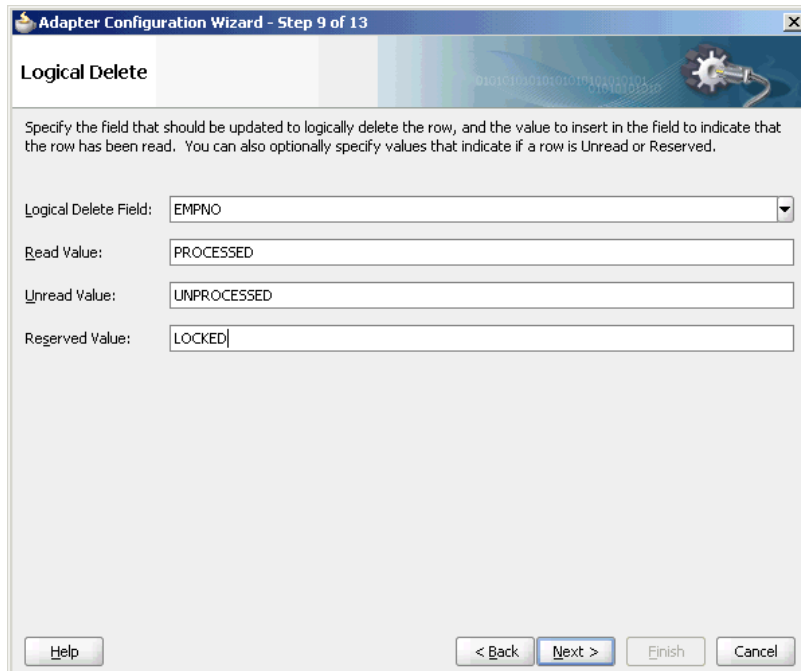 Adapter Configuration Wizard - Step 9 of 13
Logical Delete
01010101010101010101010101
01010101010
Specify the field that should be updated to logically delete the row, and the value to insert in the field to indicate that
the row has been read.  You can also optionally specify values that indicate if a row is Unread or Reserved.
Logical Delete Field: EMPNO
Read Value: PROCESSED
Unread Value: UNPROCESSED
Reserved Value: LOCKED
Help < Back Next > Finish Cancel